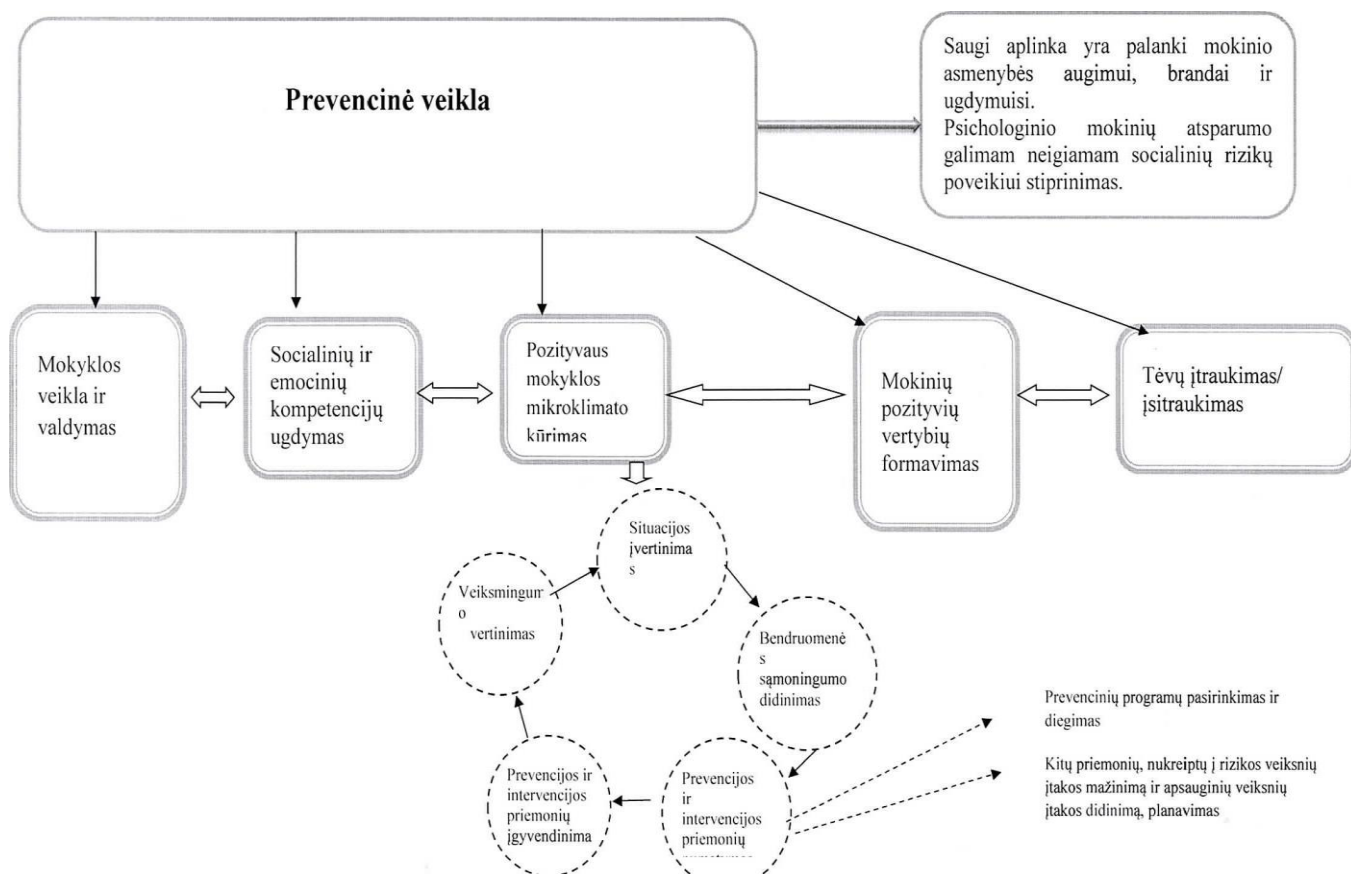 Prevencinė veikla
Saugi aplinka yra palanki mokinio
asmenybės augimui, brandai ir
ugdymuisi.
Psichologinio mokinių atsparumo
galimam neigiamam socialinių rizikų
poveikiui stiprinimas.
Mokyklos
veikla ir
valdymas
Socialinių ir
emocinių
kompetencijų
ugdymas
Pozityvaus
mokyklos
mikroklimato
kūrimas
Mokinių
pozityvių
vertybių
formavimas
Tėvų įtraukimas/
įsitraukimas
Situacijos
įvertinima
s
Veiksmingum
o
vertinimas
Bendruomenė
s
sąmoningumo
didinimas
Prevencinių programų pasirinkimas ir
diegimas
Kitų priemonių, nukreiptų į rizikos veiksnių
įtakos mažinimą ir apsauginių veiksnių
įtakos didinimą, planavimas
Prevencijos ir
intervencijos
priemonių
įgyvendinima
Prevencijos
ir
intervencijos
priemonių